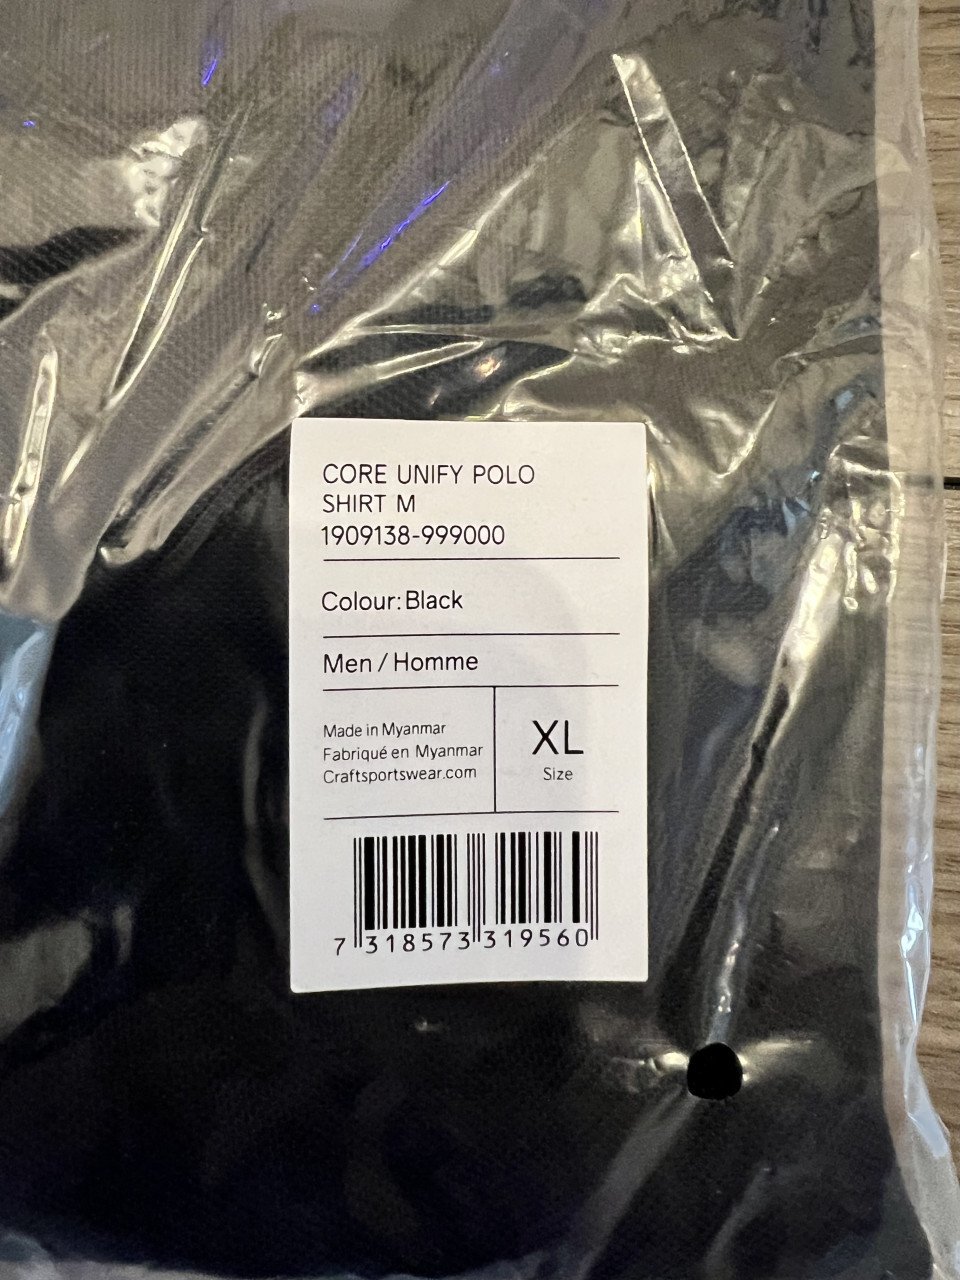 CORE UNIFY POLO
SHIRT M
1909138-999000
Colour: Black
Men / Homme
Made in Myanmar
Fabriqué en Myanmar
Craftsportswear.com
XL
Size
7 318573 319560